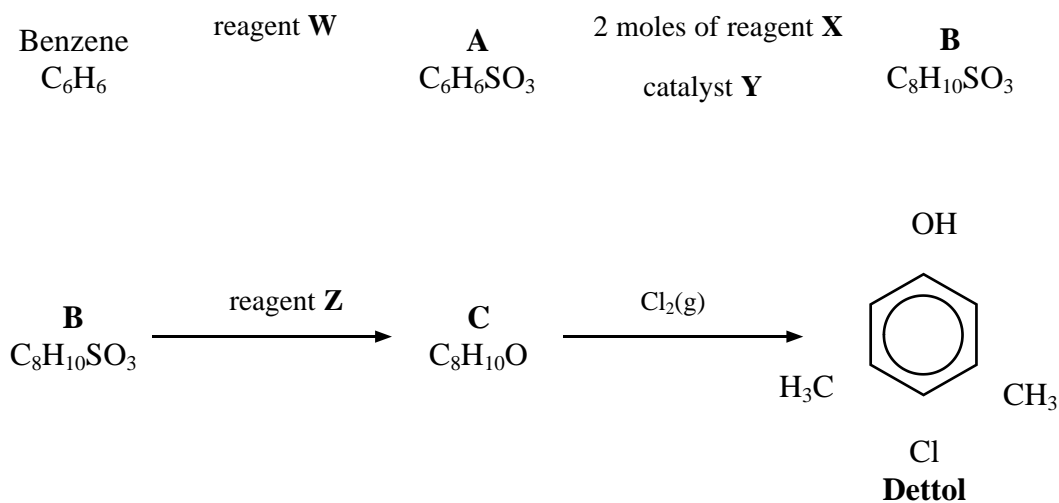 Benzene
C₆H₆
reagent W
A
C₆H₆SO₃
2 moles of reagent X
catalyst Y
B
C₈H₁₀SO₃
B
C₈H₁₀SO₃
reagent Z
C
C₈H₁₀O
Cl₂(g)
OH
H₃C
CH₃
Cl
Dettol